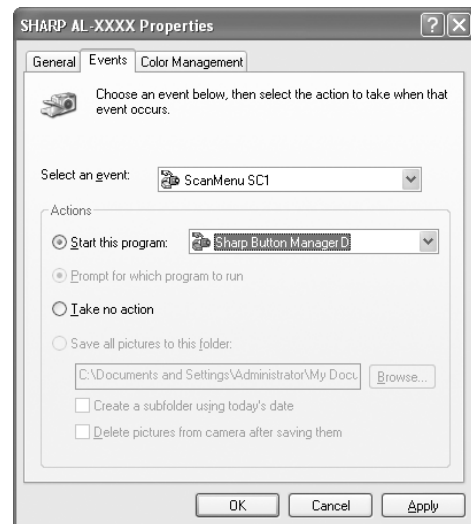 SHARP AL-XXXX Properties
General Events Color Management
Choose an event below, then select the action to take when that
event occurs.
Select an event: ScanMenu SC1
Actions
Start this program: Sharp Button Manager D
Prompt for which program to run
Take no action
Save all pictures to this folder:
C:\Documents and Settings\Administrator\My Docu Browse...
Create a subfolder using today's date
Delete pictures from camera after saving them
OK Cancel Apply